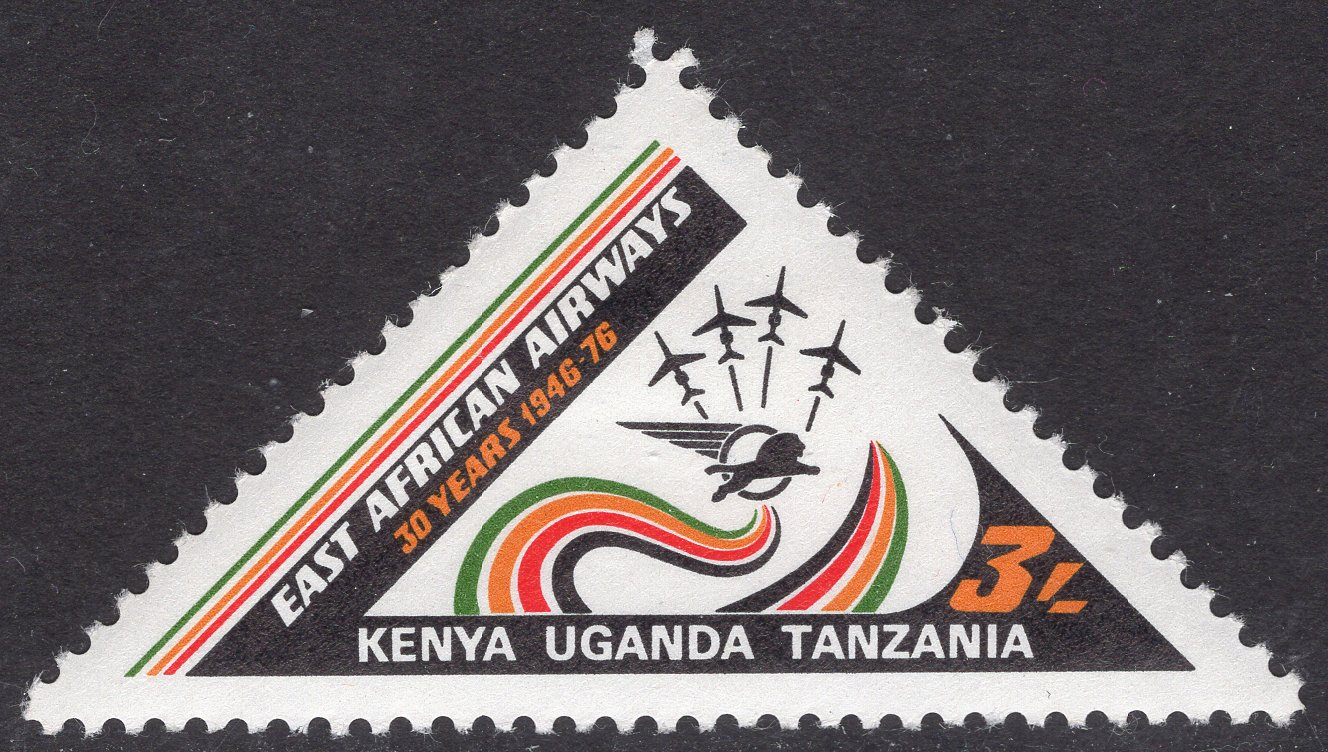 EAST AFRICAN AIRWAYS
30 YEARS 1946-76
3/-
KENYA UGANDA TANZANIA